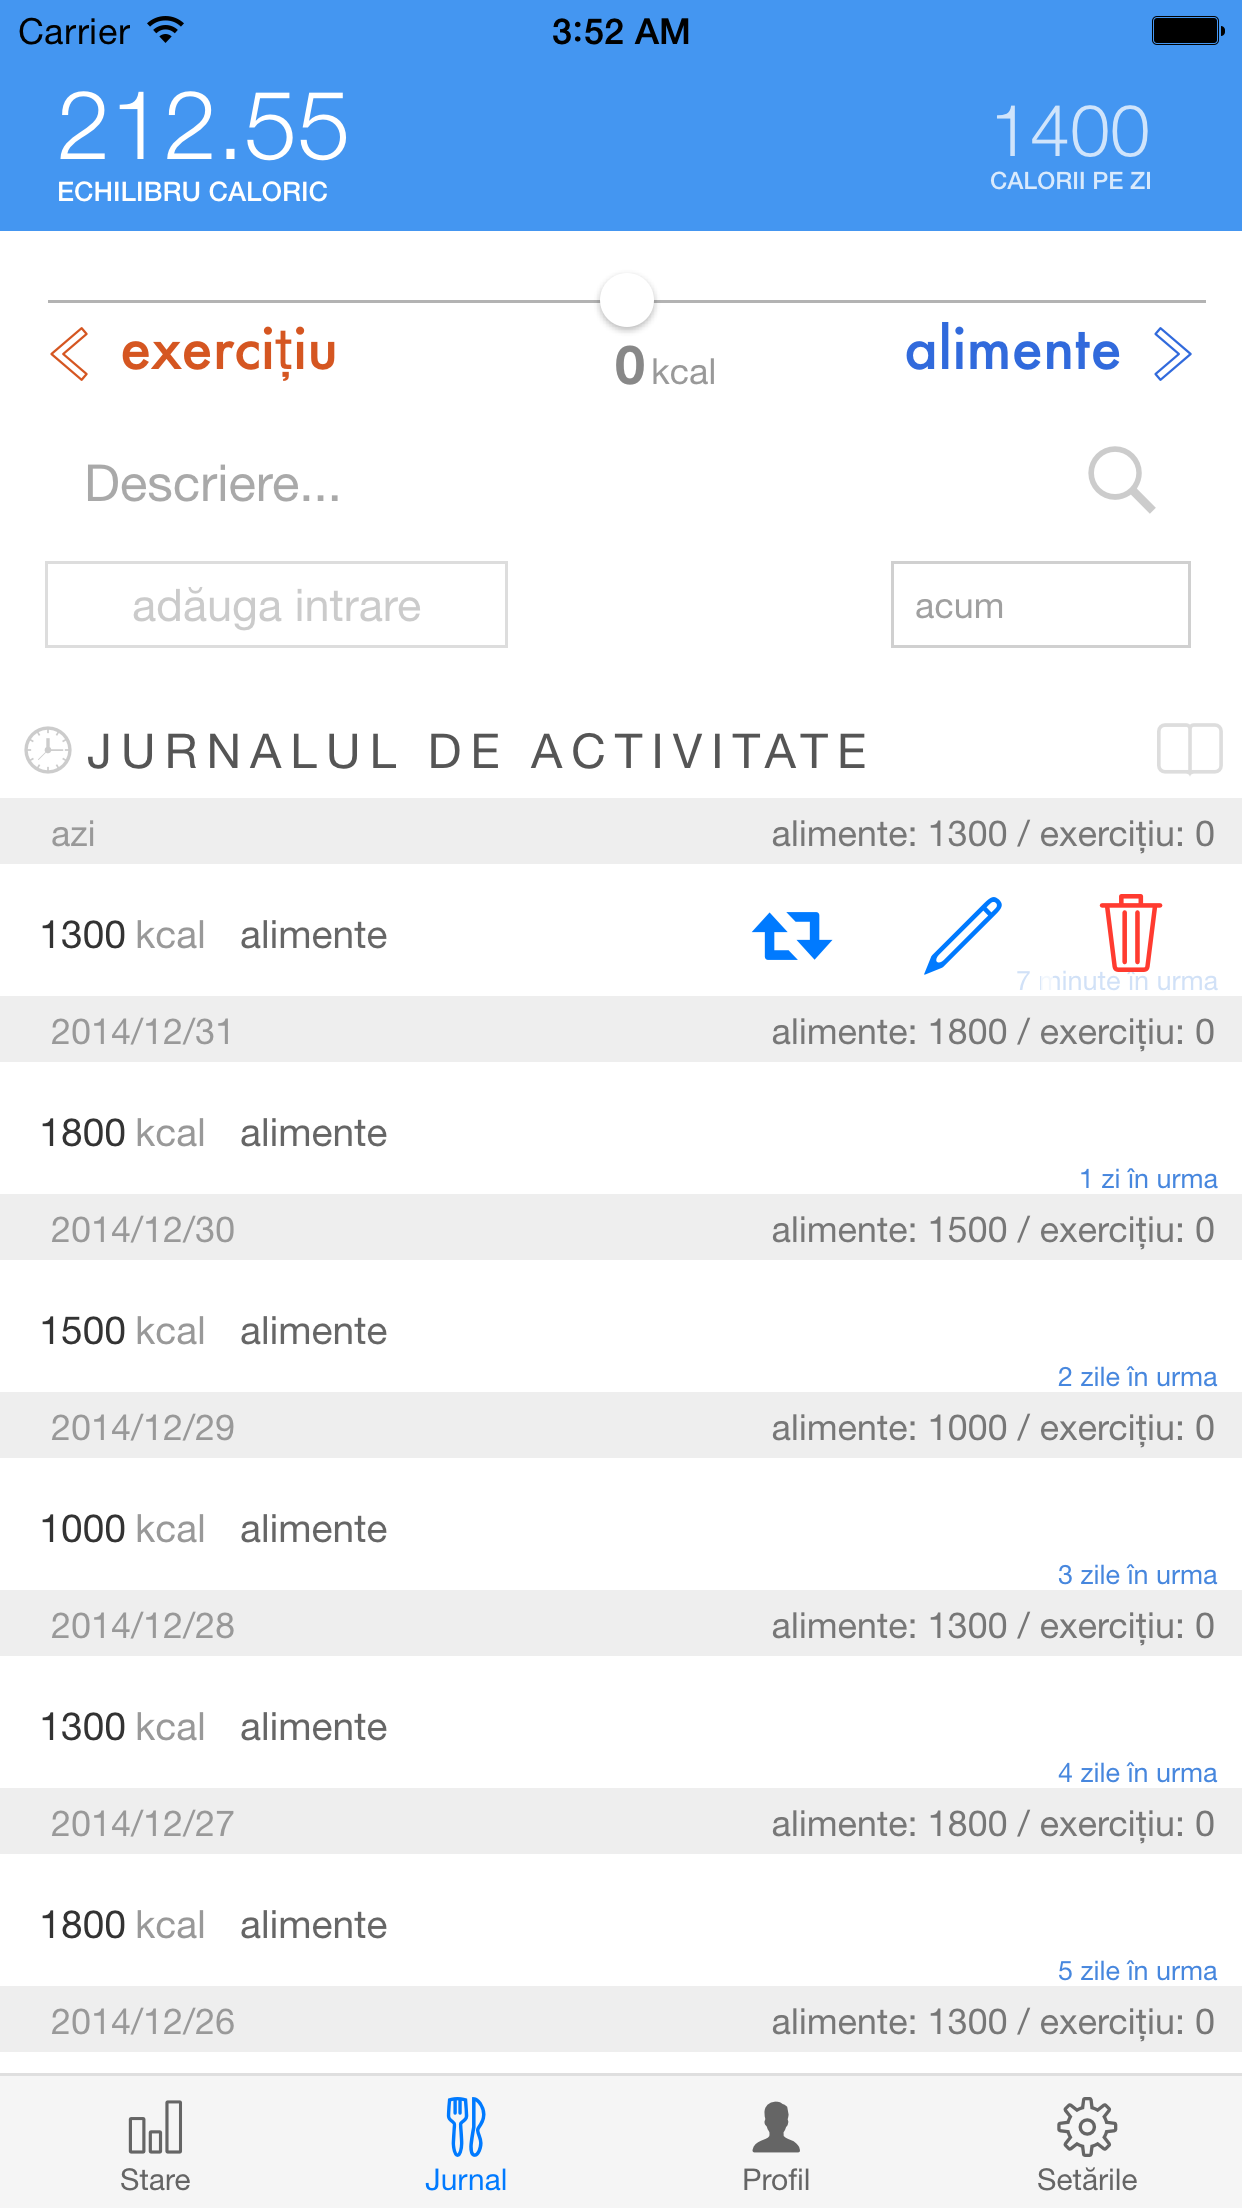 Carrier 3:52 AM
212.55 1400
ECHILIBRU CALORIC CALORII PE ZI
exercițiu 0 kcal alimente
Descriere...
adăuga intrare acum
JURNALUL DE ACTIVITATE
azi alimente: 1300 / exercițiu: 0
1300 kcal alimente
7 minute în urma
2014/12/31 alimente: 1800 / exercițiu: 0
1800 kcal alimente
1 zi în urma
2014/12/30 alimente: 1500 / exercițiu: 0
1500 kcal alimente
2 zile în urma
2014/12/29 alimente: 1000 / exercițiu: 0
1000 kcal alimente
3 zile în urma
2014/12/28 alimente: 1300 / exercițiu: 0
1300 kcal alimente
4 zile în urma
2014/12/27 alimente: 1800 / exercițiu: 0
1800 kcal alimente
5 zile în urma
2014/12/26 alimente: 1300 / exercițiu: 0
Stare Jurnal Profil Setările